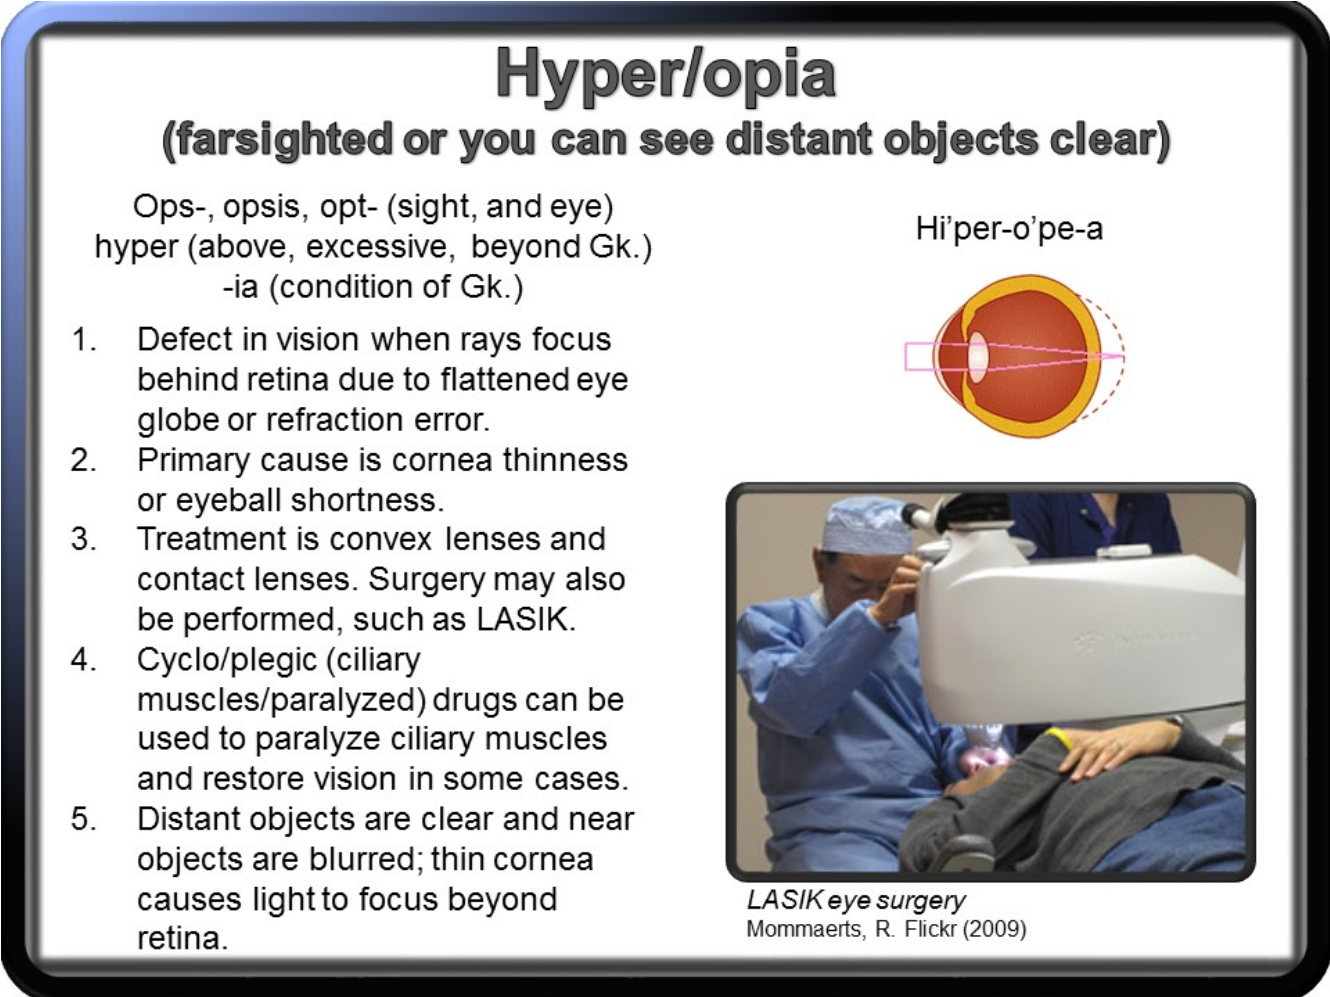 Hyper/opia
(farsighted or you can see distant objects clear)
Ops-, opsis, opt- (sight, and eye)
hyper (above, excessive, beyond Gk.)
-ia (condition of Gk.)
1. Defect in vision when rays focus
behind retina due to flattened eye
globe or refraction error.
2. Primary cause is cornea thinness
or eyeball shortness.
3. Treatment is convex lenses and
contact lenses. Surgery may also
be performed, such as LASIK.
4. Cyclo/plegic (ciliary
muscles/paralyzed) drugs can be
used to paralyze ciliary muscles
and restore vision in some cases.
5. Distant objects are clear and near
objects are blurred; thin cornea
causes light to focus beyond
retina.
Hi’per-o’pe-a
LASIK eye surgery
Mommaerts, R. Flickr (2009)